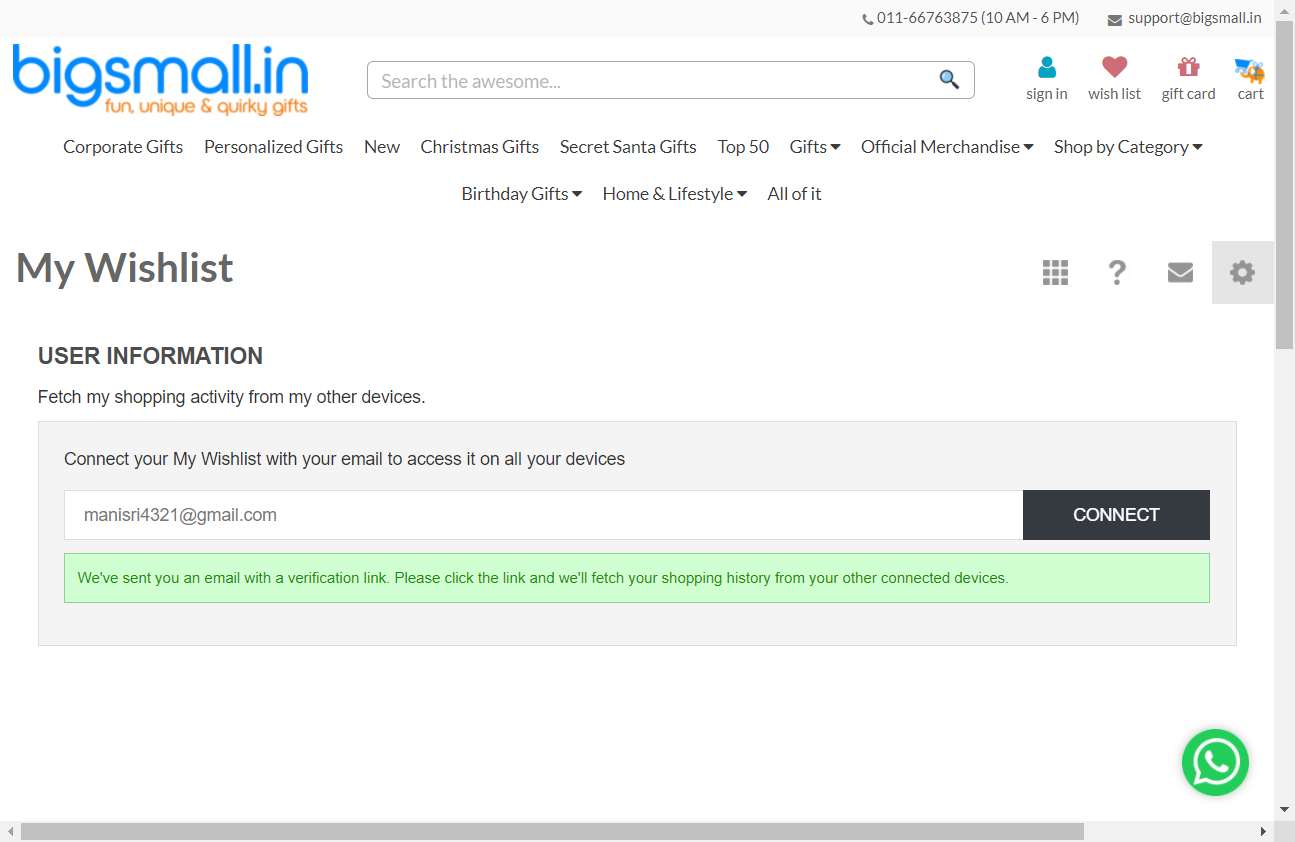 011-66763875 (10 AM - 6 PM) support@bigsmall.in
bigsmall.in
fun, unique & quirky gifts
Search the awesome...
sign in wish list gift card cart
Corporate Gifts Personalized Gifts New Christmas Gifts Secret Santa Gifts Top 50 Gifts Official Merchandise Shop by Category
Birthday Gifts Home & Lifestyle All of it
My Wishlist
USER INFORMATION
Fetch my shopping activity from my other devices.
Connect your My Wishlist with your email to access it on all your devices
manisri4321@gmail.com CONNECT
We've sent you an email with a verification link. Please click the link and we'll fetch your shopping history from your other connected devices.